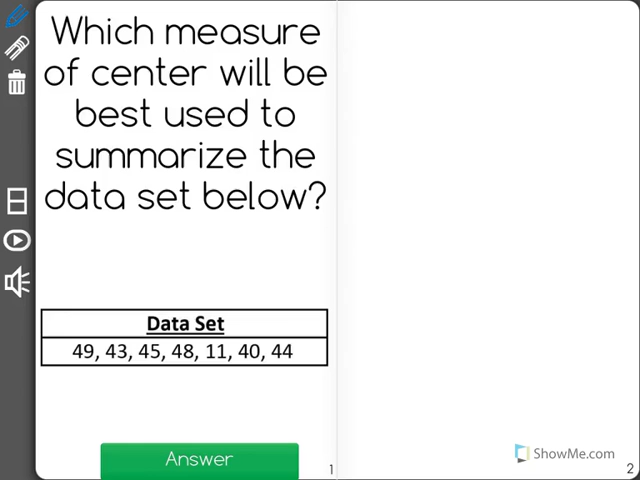 Which measure
of center will be
best used to
summarize the
data set below?
Data Set
49, 43, 45, 48, 11, 40, 44
Answer
1
ShowMe.com
2